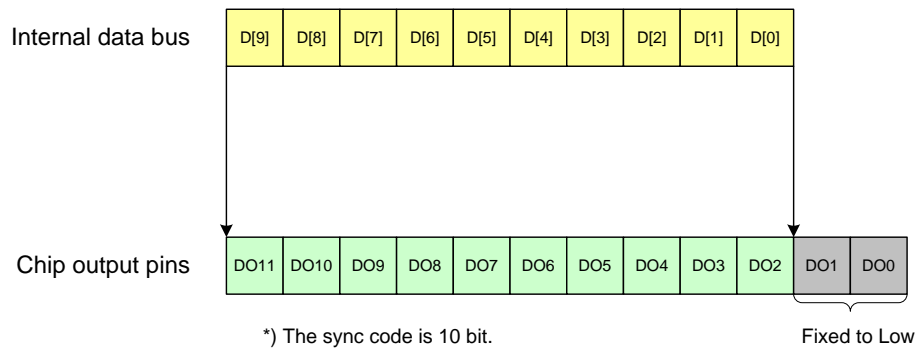 Internal data bus D[9] D[8] D[7] D[6] D[5] D[4] D[3] D[2] D[1] D[0]
Chip output pins DO11 DO10 DO9 DO8 DO7 DO6 DO5 DO4 DO3 DO2 DO1 DO0
*) The sync code is 10 bit. Fixed to Low